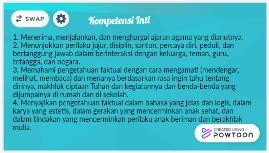 SWAP
Kompetensi Inti
1. Menerima, menjalankan, dan menghargai ajaran agama yang dianutnya.
2. Menunjukkan perilaku jujur, disiplin, santun, percaya diri, peduli, dan
bertanggung jawab dalam berinteraksi dengan keluarga, teman, guru,
tetangga, dan negara.
3. Memahami pengetahuan faktual dengan cara mengamati (mendengar,
melihat, membaca) dan menanya berdasarkan rasa ingin tahu tentang
dirinya, makhluk ciptaan Tuhan dan kegiatannya dan benda-benda yang
dijumpainya di rumah dan di sekolah.
4. Menyajikan pengetahuan faktual dalam bahasa yang jelas dan logis, dalam
karya yang estetis, dalam gerakan yang mencerminkan anak sehat, dan
dalam tindakan yang mencerminkan perilaku anak beriman dan berakhlak
mulia.
CREATED USING
POWTOON